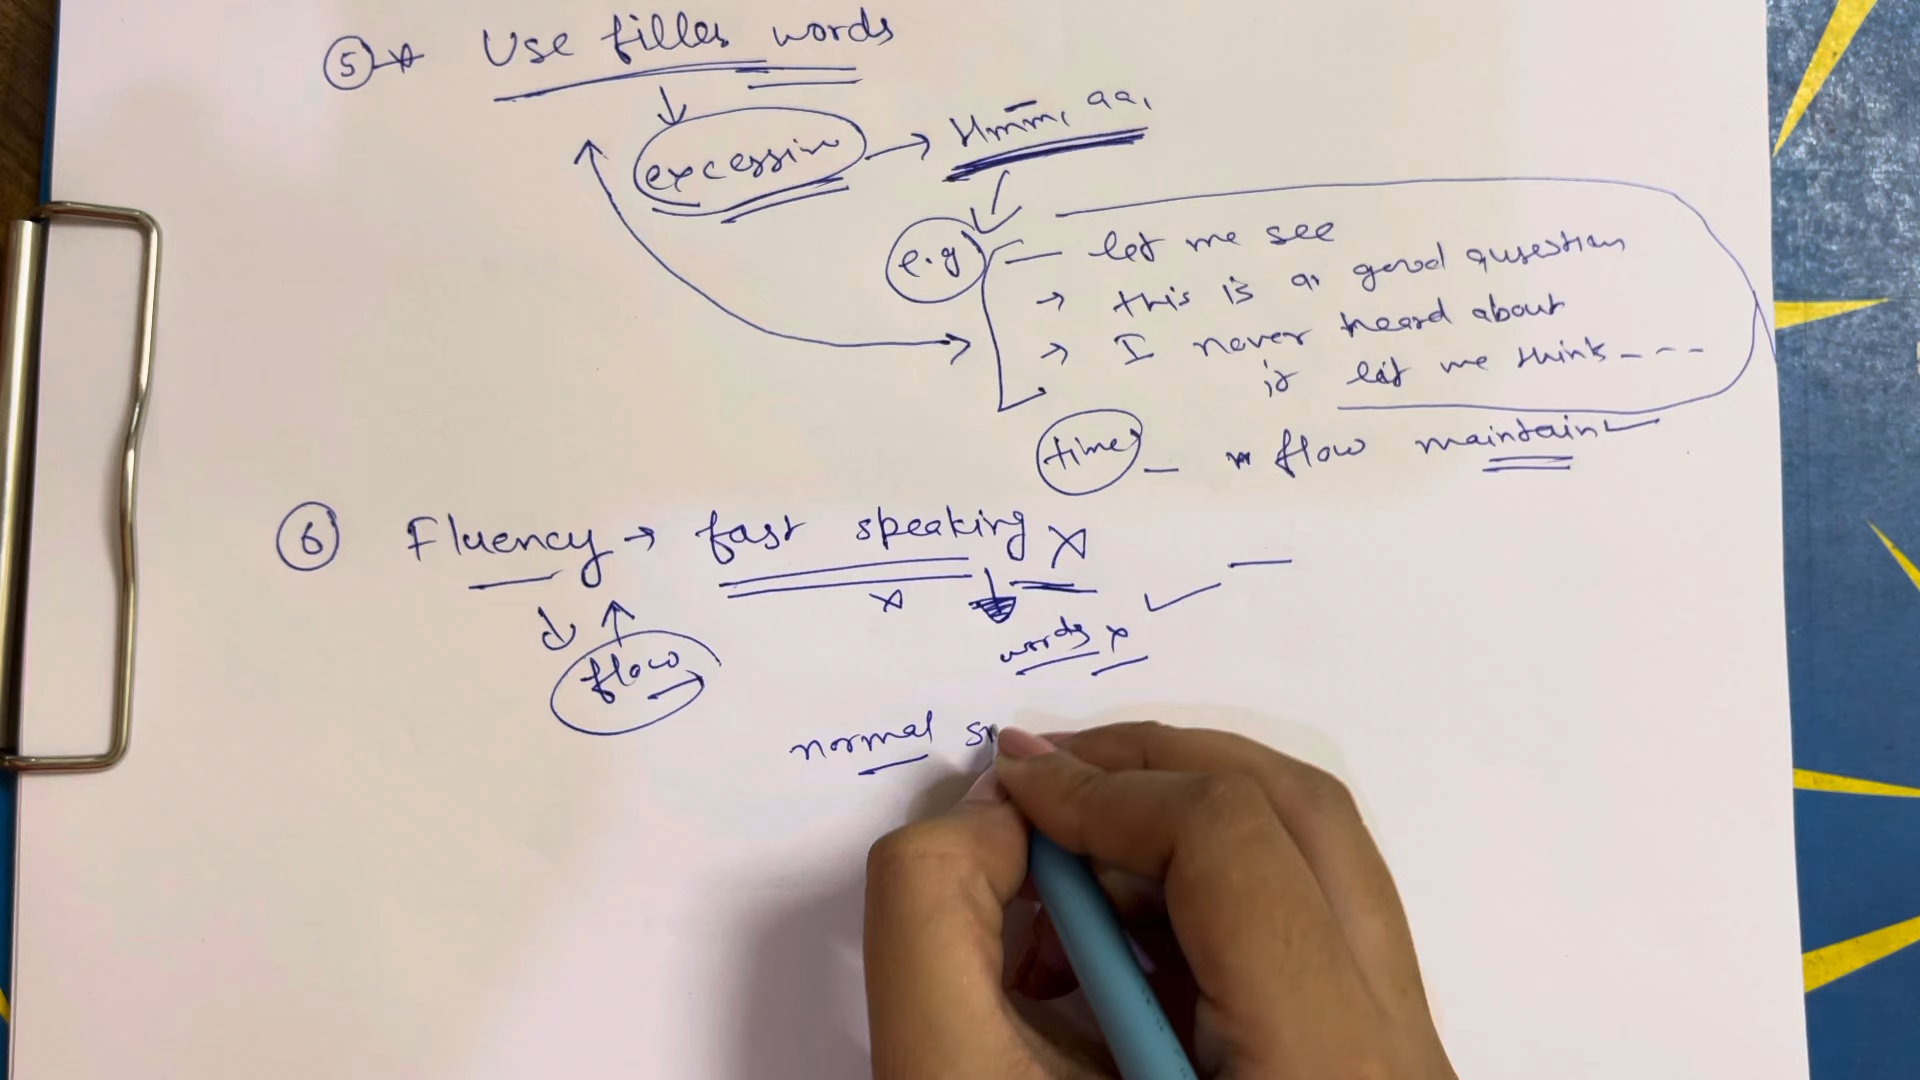 5 Use filler words
excessive → Hmm, aa,
e.g — let me see
→ this is a good question
→ I never heard about
it let me think - - -
time — flow maintain ✓
6 Fluency → fast speaking X
x
flow words x
normal